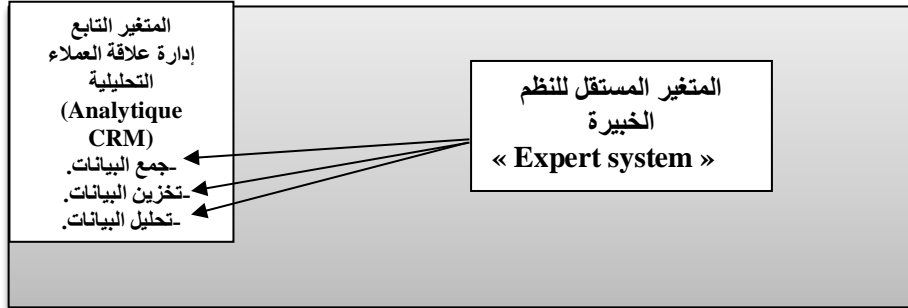 المتغير التابع
إدارة علاقة العملاء
التحليلية
(Analytique
CRM)
-جمع البيانات.
-تخزين البيانات.
-تحليل البيانات.
المتغير المستقل للنظم
الخبيرة
« Expert system »